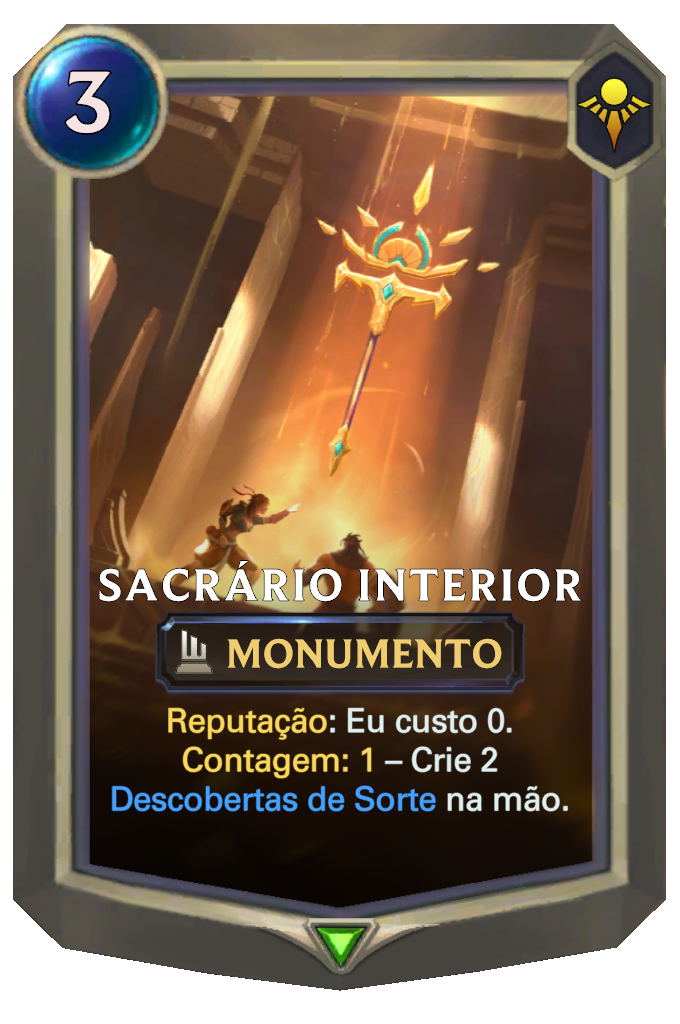 3
SACRÁRIO INTERIOR
MONUMENTO
Reputação: Eu custo 0.
Contagem: 1 – Crie 2
Descobertas de Sorte na mão.